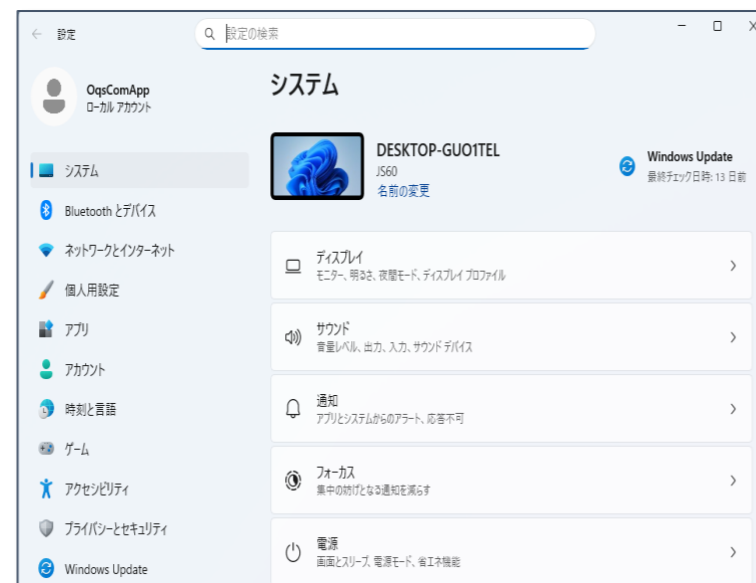 設定
設定の検索
OqsComApp
ローカル アカウント
システム
Bluetooth とデバイス
ネットワークとインターネット
個人用設定
アプリ
アカウント
時刻と言語
ゲーム
アクセシビリティ
プライバシーとセキュリティ
Windows Update
システム
DESKTOP-GUO1TEL
JS60
名前の変更
Windows Update
最終チェック日時: 13 日前
ディスプレイ
モニター、明るさ、夜間モード、ディスプレイ プロファイル
サウンド
音量レベル、出力、入力、サウンド デバイス
通知
アプリとシステムからのアラート、応答不可
フォーカス
集中の妨げとなる通知を減らす
電源
画面とスリープ、電源モード、省エネ機能